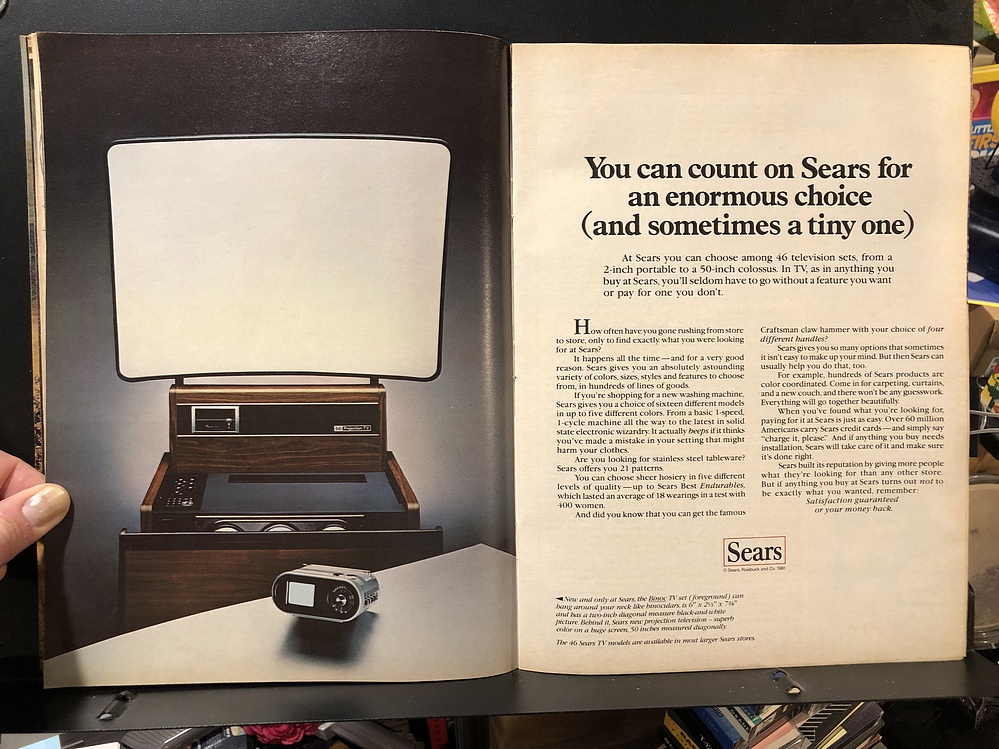 50 Projection TV
You can count on Sears for
an enormous choice
(and sometimes a tiny one)
At Sears you can choose among 46 television sets, from a
2-inch portable to a 50-inch colossus. In TV, as in anything you
buy at Sears, you'll seldom have to go without a feature you want
or pay for one you don't.
How often have you gone rushing from store
to store, only to find exactly what you were looking
for at Sears?
It happens all the time—and for a very good
reason. Sears gives you an absolutely astounding
variety of colors, sizes, styles and features to choose
from, in hundreds of lines of goods.
If you're shopping for a new washing machine,
Sears gives you a choice of sixteen different models
in up to five different colors. From a basic 1-speed,
1-cycle machine all the way to the latest in solid
state electronic wizardry. It actually beeps if it thinks
you've made a mistake in your setting that might
harm your clothes.
Are you looking for stainless steel tableware?
Sears offers you 21 patterns.
You can choose sheer hosiery in five different
levels of quality—up to Sears Best Endurables,
which lasted an average of 18 wearings in a test with
400 women.
And did you know that you can get the famous
Craftsman claw hammer with your choice of four
different handles?
Sears gives you so many options that sometimes
it isn't easy to make up your mind. But then Sears can
usually help you do that, too.
For example, hundreds of Sears products are
color coordinated. Come in for carpeting, curtains,
and a new couch, and there won't be any guesswork.
Everything will go together beautifully.
When you've found what you're looking for,
paying for it at Sears is just as easy. Over 60 million
Americans carry Sears credit cards—and simply say
"charge it, please." And if anything you buy needs
installation, Sears will take care of it and make sure
it's done right.
Sears built its reputation by giving more people
what they're looking for than any other store.
But if anything you buy at Sears turns out not to
be exactly what you wanted, remember:
Satisfaction guaranteed
or your money back.
Sears
© Sears, Roebuck and Co. 1981
◄New and only at Sears, the Binoc TV set (foreground) can
hang around your neck like binoculars, is 6" x 2½" x 7⅜"
and has a two-inch diagonal measure black-and-white
picture. Behind it, Sears new projection television – superb
color on a huge screen, 50 inches measured diagonally.
The 46 Sears TV models are available in most larger Sears stores.